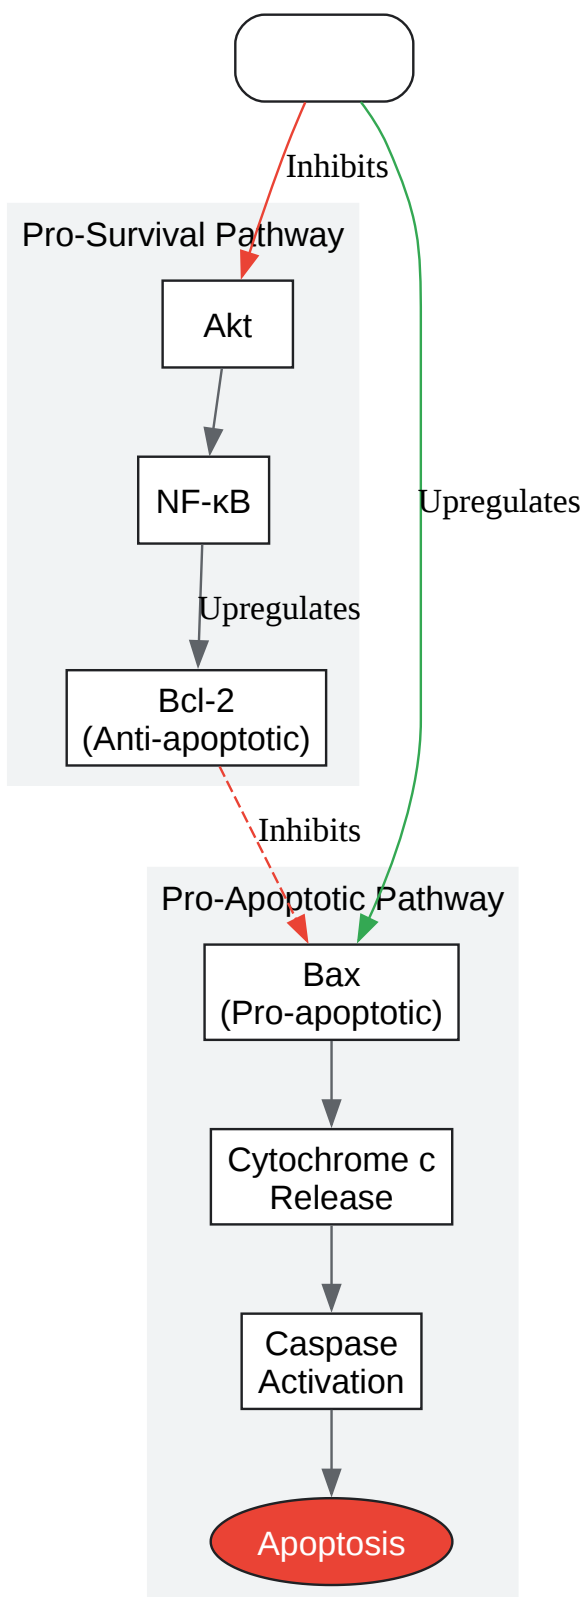 Inhibits
Pro-Survival Pathway
Akt
NF-κB
Upregulates
Upregulates
Bcl-2
(Anti-apoptotic)
Inhibits
Pro-Apoptotic Pathway
Bax
(Pro-apoptotic)
Cytochrome c
Release
Caspase
Activation
Apoptosis